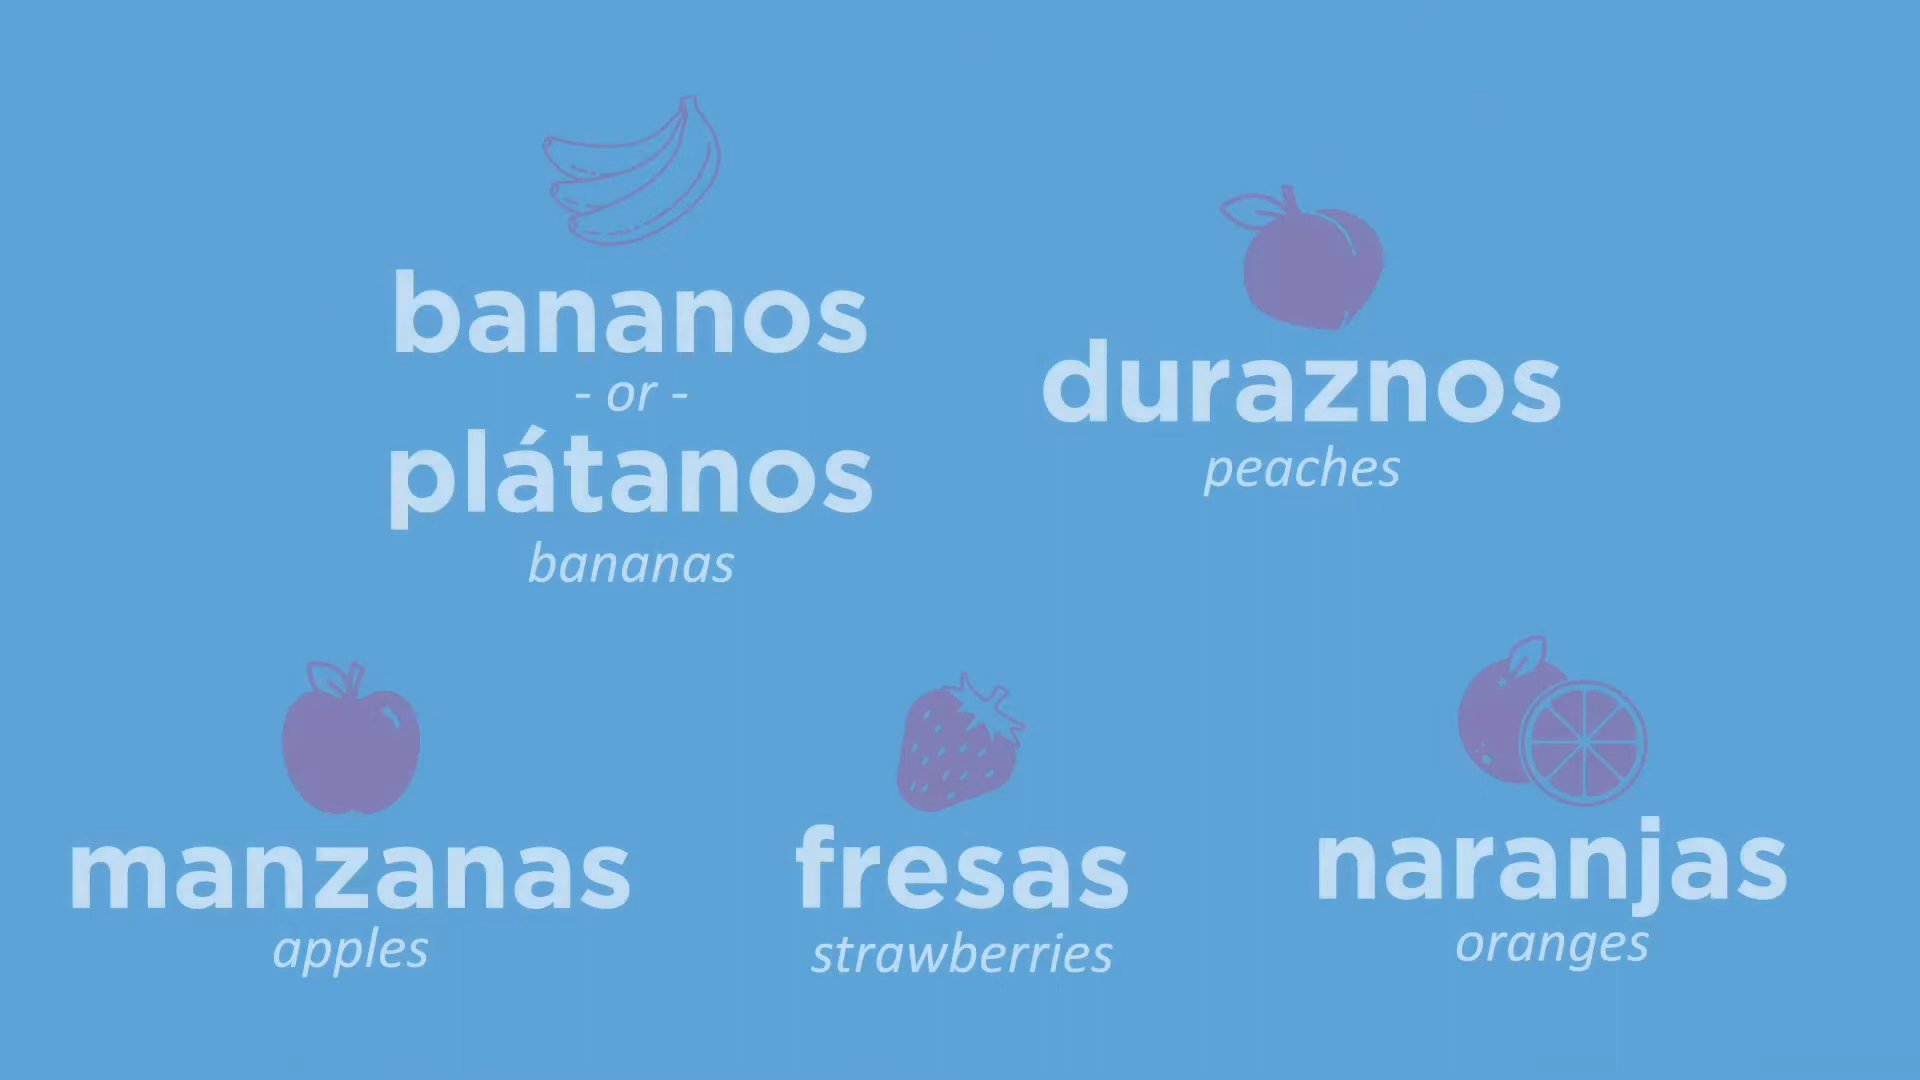 bananos
- or -
plátanos
bananas
duraznos
peaches
manzanas
apples
fresas
strawberries
naranjas
oranges